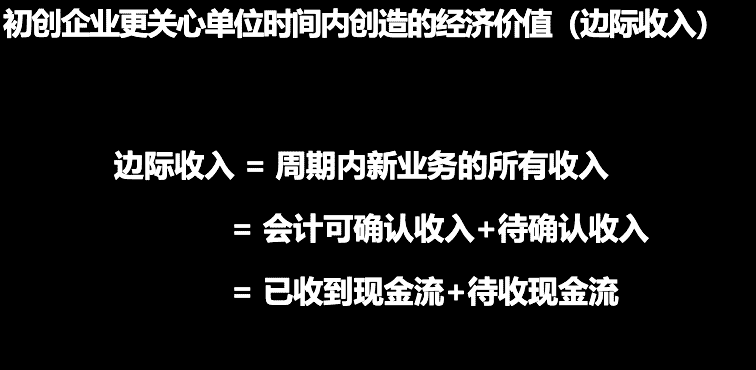 初创企业更关心单位时间内创造的经济价值（边际收入）
边际收入 = 周期内新业务的所有收入
= 会计可确认收入+待确认收入
= 已收到现金流+待收现金流